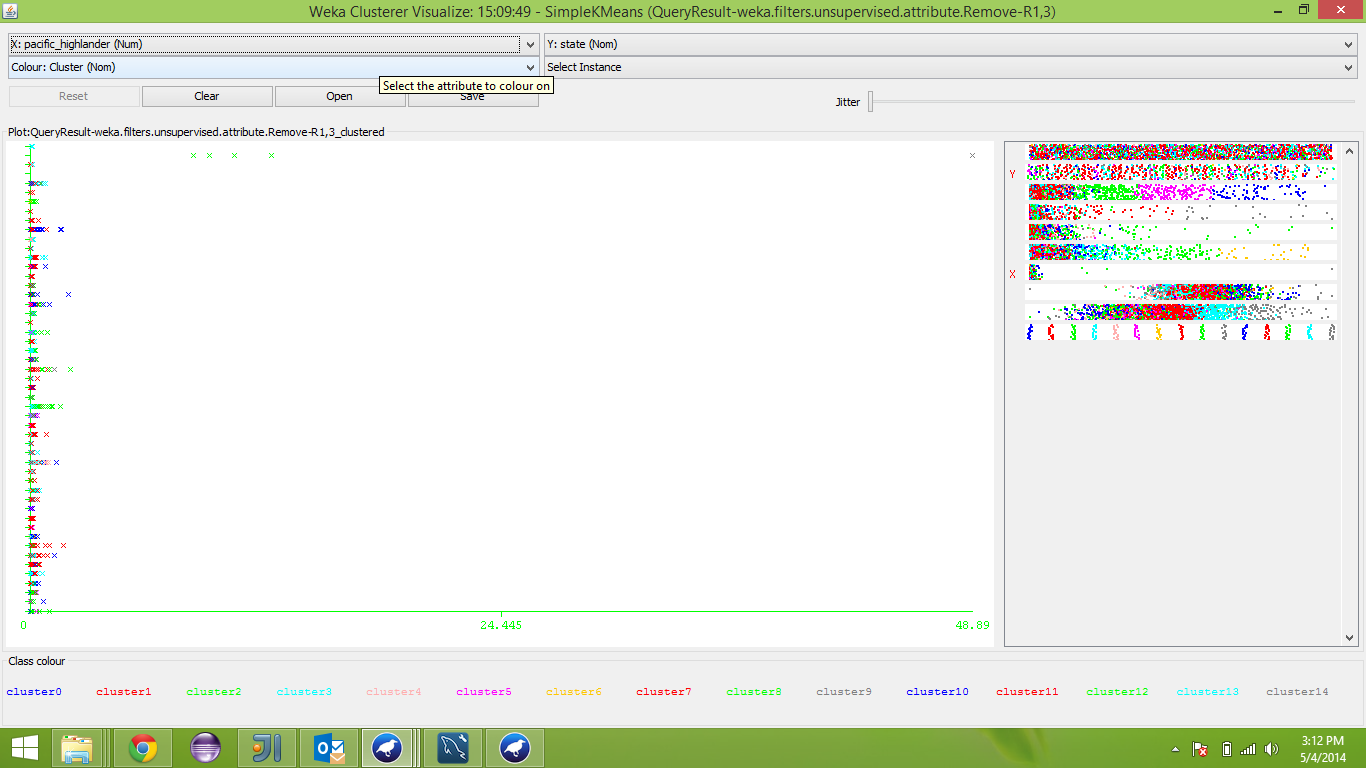 Weka Clusterer Visualize: 15:09:49 - SimpleKMeans (QueryResult-weka.filters.unsupervised.attribute.Remove-R1,3)
X: pacific_highlander (Num)
Y: state (Nom)
Colour: Cluster (Nom)
Select Instance
Select the attribute to colour on
Reset
Clear
Open
Save
Jitter
Plot:QueryResult-weka.filters.unsupervised.attribute.Remove-R1,3_clustered
Y
X
0
24.445
48.89
Class colour
cluster0 cluster1 cluster2 cluster3 cluster4 cluster5 cluster6 cluster7 cluster8 cluster9 cluster10 cluster11 cluster12 cluster13 cluster14
3:12 PM
5/4/2014